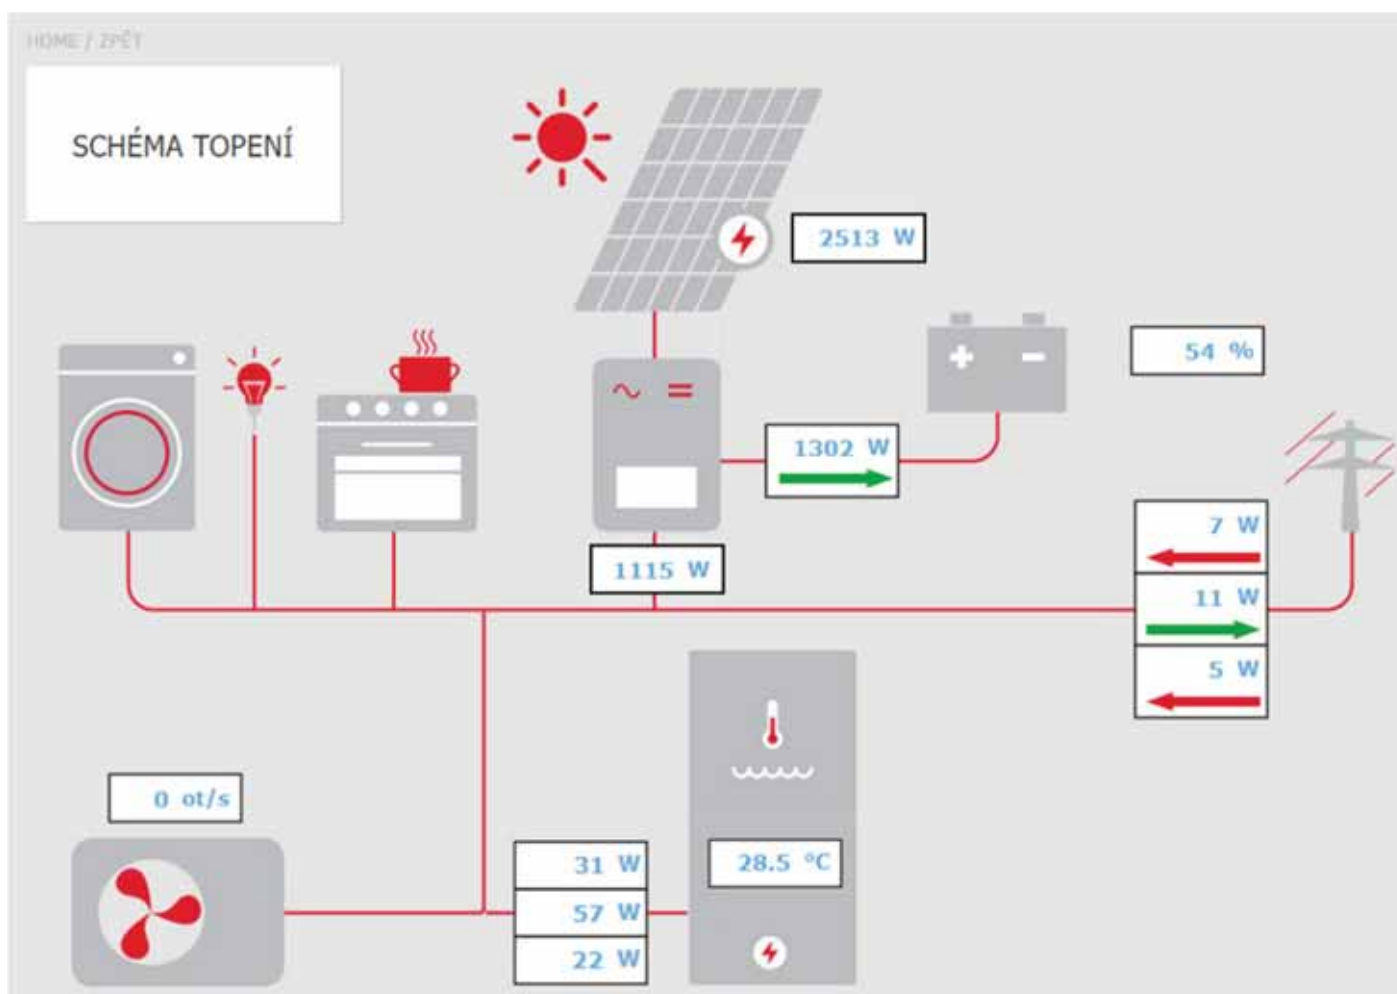 HOME / ZPĚT
SCHÉMA TOPENÍ
2513 W
54 %
1302 W
7 W
1115 W
11 W
5 W
0 ot/s
31 W
28.5 °C
57 W
22 W